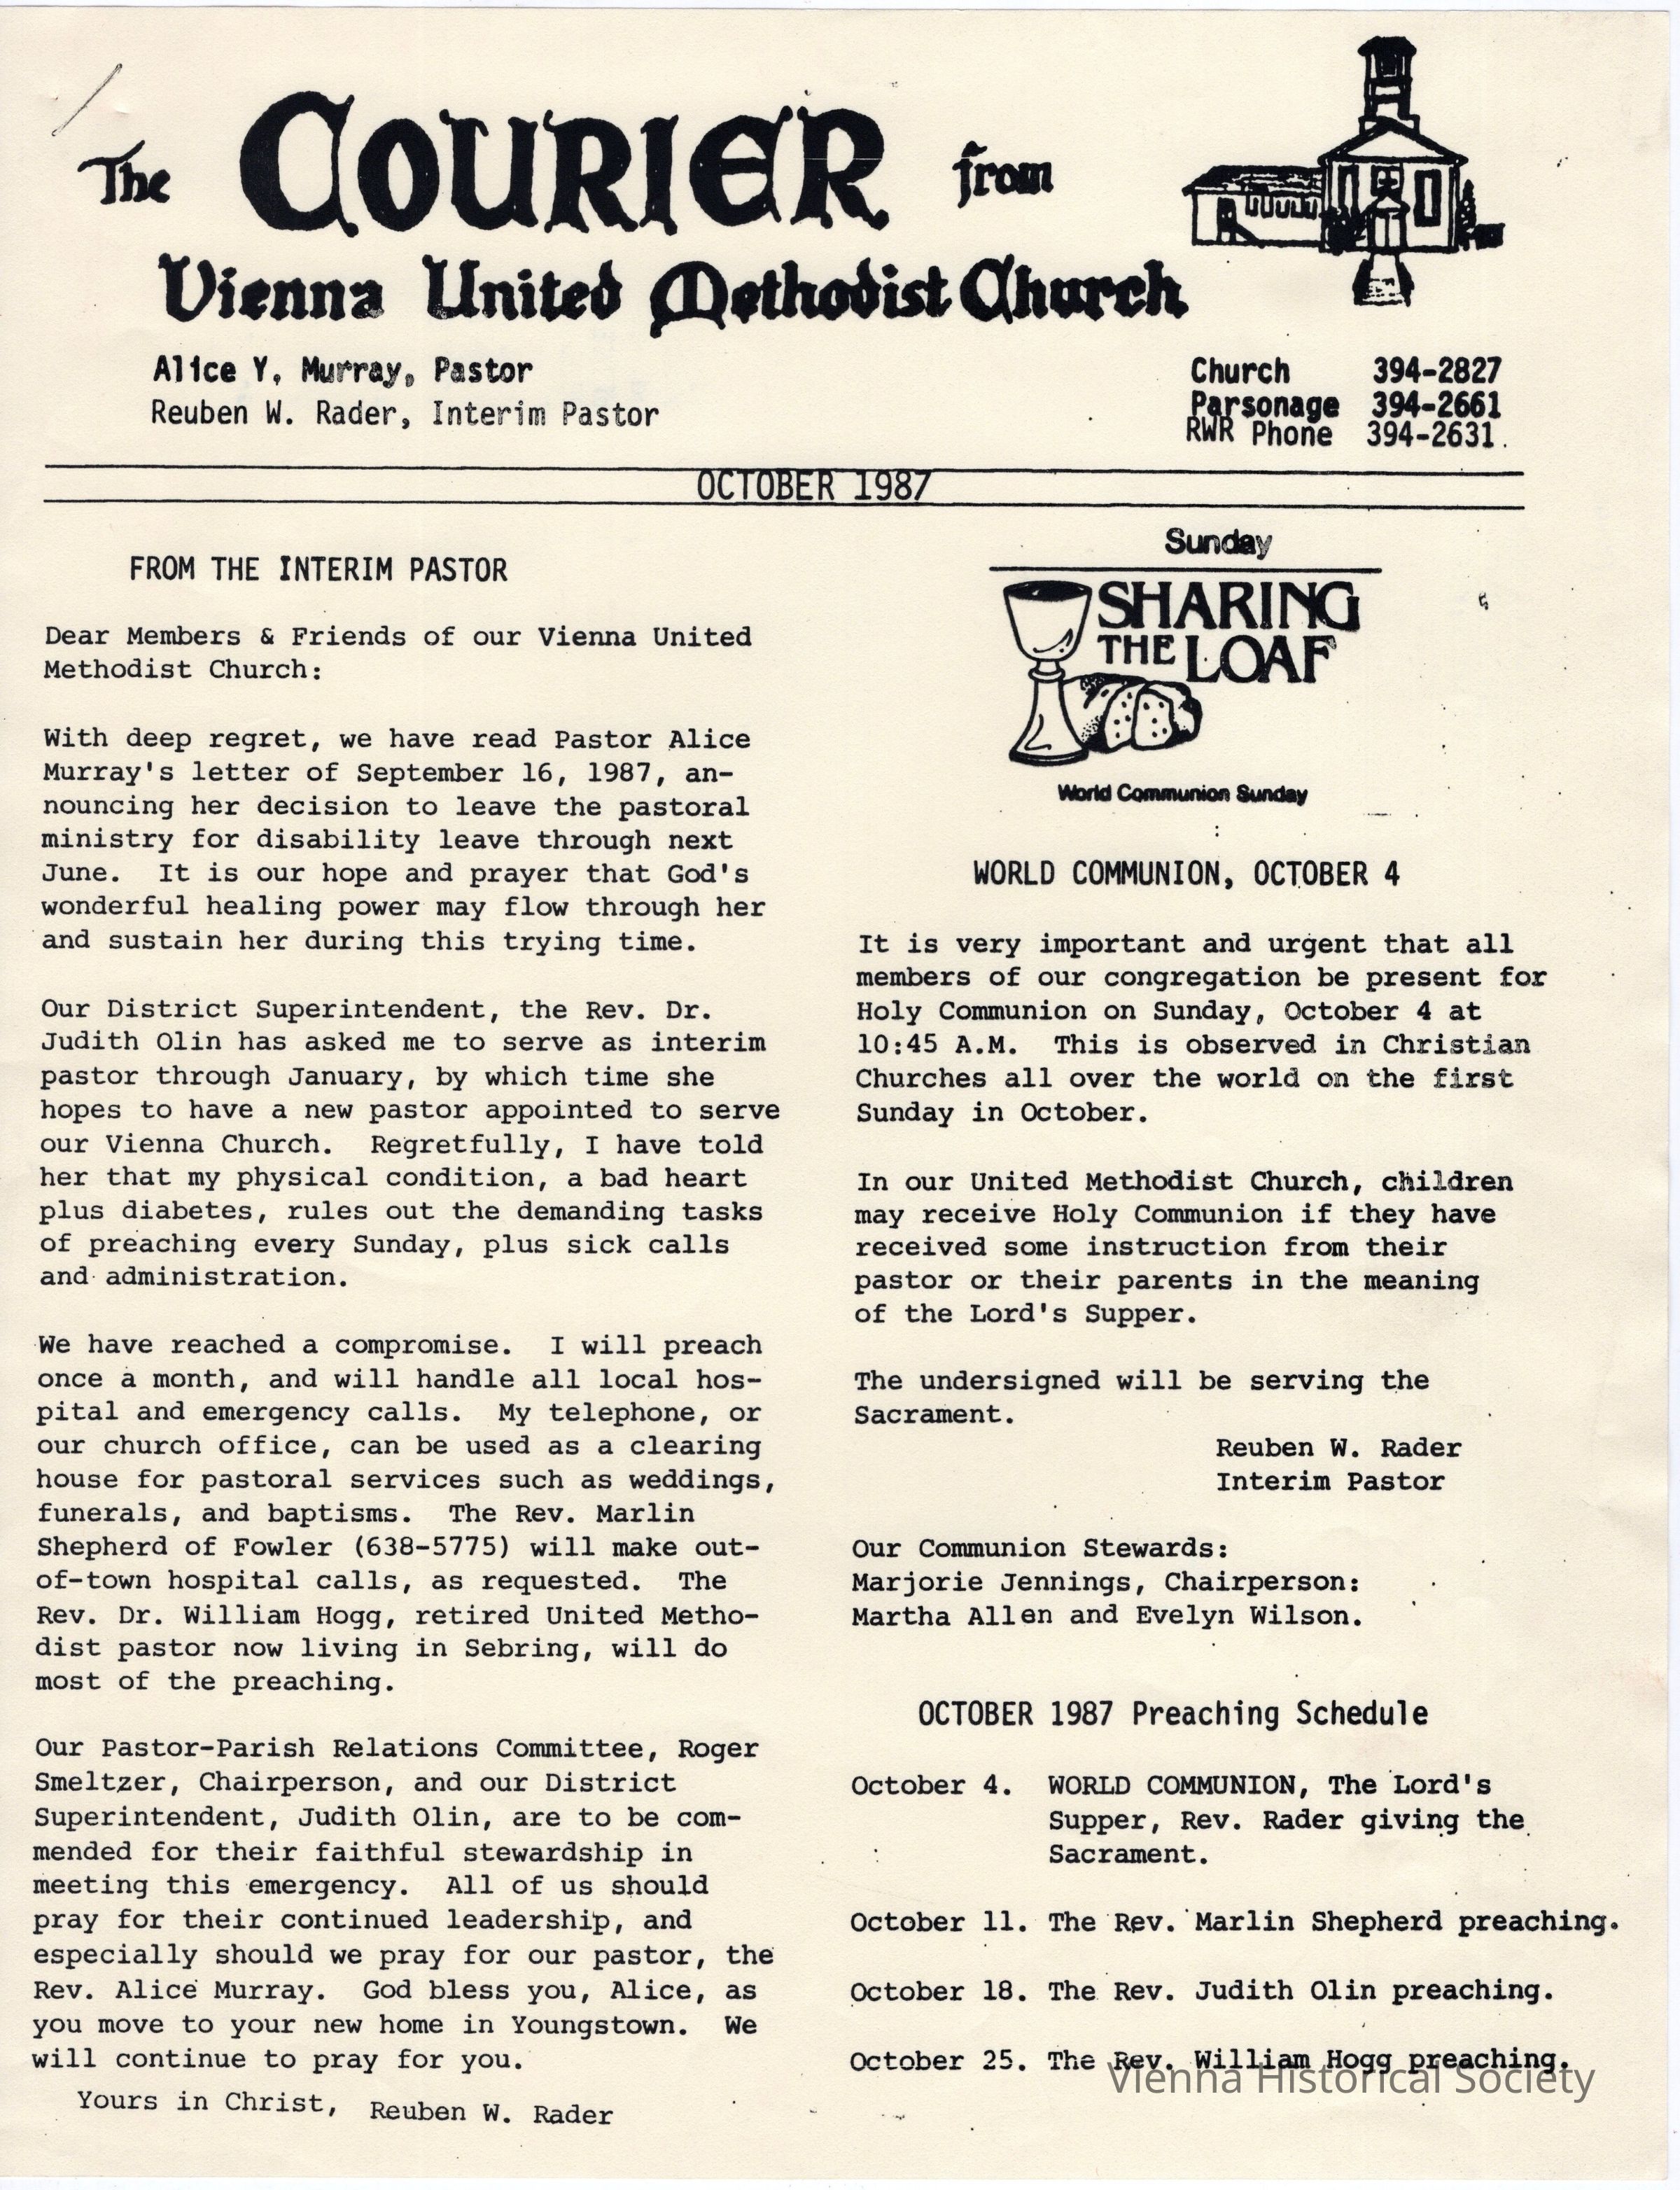 The COURIER from
Vienna United Methodist Church
Alice Y. Murray, Pastor
Reuben W. Rader, Interim Pastor
Church 394-2827
Parsonage 394-2661
RWR Phone 394-2631.
OCTOBER 1987
FROM THE INTERIM PASTOR
Dear Members & Friends of our Vienna United
Methodist Church:
With deep regret, we have read Pastor Alice
Murray's letter of September 16, 1987, an-
nouncing her decision to leave the pastoral
ministry for disability leave through next
June. It is our hope and prayer that God's
wonderful healing power may flow through her
and sustain her during this trying time.
Our District Superintendent, the Rev. Dr.
Judith Olin has asked me to serve as interim
pastor through January, by which time she
hopes to have a new pastor appointed to serve
our Vienna Church. Regretfully, I have told
her that my physical condition, a bad heart
plus diabetes, rules out the demanding tasks
of preaching every Sunday, plus sick calls
and administration.
We have reached a compromise. I will preach
once a month, and will handle all local hos-
pital and emergency calls. My telephone, or
our church office, can be used as a clearing
house for pastoral services such as weddings,
funerals, and baptisms. The Rev. Marlin
Shepherd of Fowler (638-5775) will make out-
of-town hospital calls, as requested. The
Rev. Dr. William Hogg, retired United Metho-
dist pastor now living in Sebring, will do
most of the preaching.
Our Pastor-Parish Relations Committee, Roger
Smeltzer, Chairperson, and our District
Superintendent, Judith Olin, are to be com-
mended for their faithful stewardship in
meeting this emergency. All of us should
pray for their continued leadership, and
especially should we pray for our pastor, the
Rev. Alice Murray. God bless you, Alice, as
you move to your new home in Youngstown. We
will continue to pray for you.
Yours in Christ, Reuben W. Rader
Sunday
SHARING
THE LOAF
World Communion Sunday
WORLD COMMUNION, OCTOBER 4
It is very important and urgent that all
members of our congregation be present for
Holy Communion on Sunday, October 4 at
10:45 A.M. This is observed in Christian
Churches all over the world on the first
Sunday in October.
In our United Methodist Church, children
may receive Holy Communion if they have
received some instruction from their
pastor or their parents in the meaning
of the Lord's Supper.
The undersigned will be serving the
Sacrament.
Reuben W. Rader
Interim Pastor
Our Communion Stewards:
Marjorie Jennings, Chairperson:
Martha Allen and Evelyn Wilson.
OCTOBER 1987 Preaching Schedule
October 4. WORLD COMMUNION, The Lord's
Supper, Rev. Rader giving the
Sacrament.
October 11. The Rev. Marlin Shepherd preaching.
October 18. The Rev. Judith Olin preaching.
October 25. The Rev. William Hogg preaching.
Vienna Historical Society